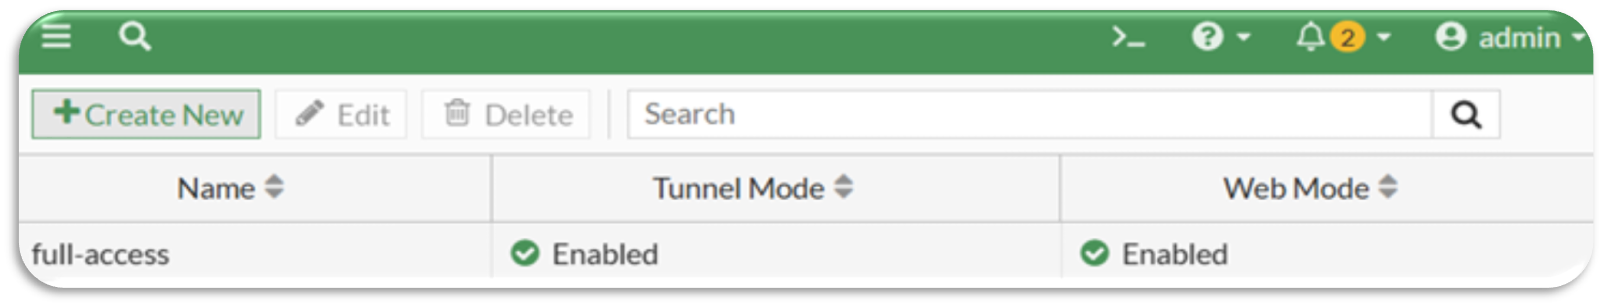 2 admin
Create New Edit Delete Search
Name Tunnel Mode Web Mode
full-access Enabled Enabled